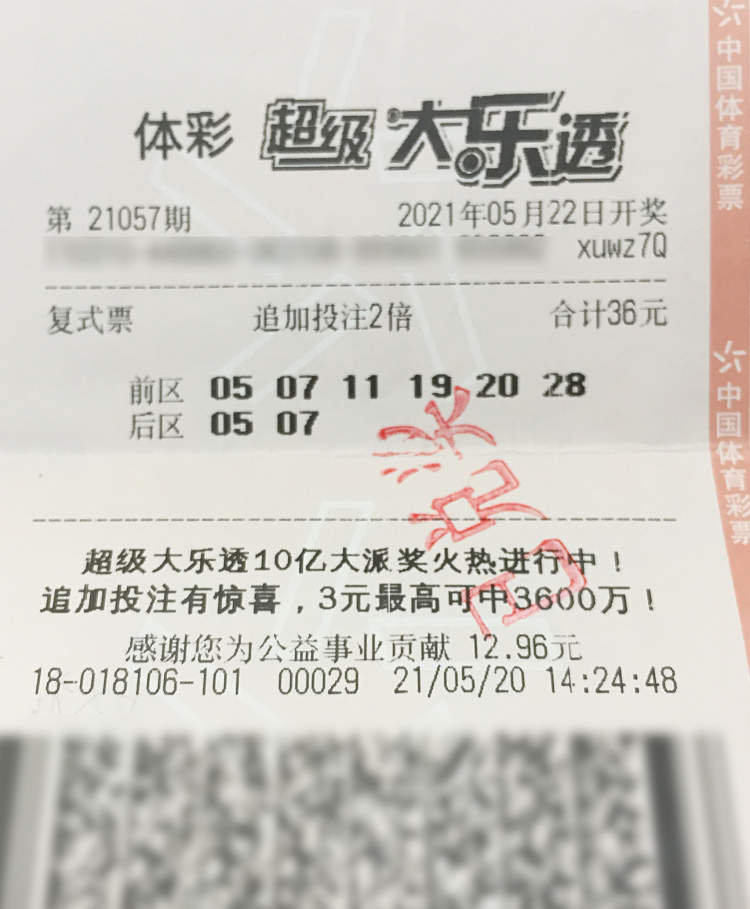 体彩 超级大乐透
第 21057期 2021年05月22日开奖
xuwz7Q
复式票 追加投注2倍 合计36元
前区 05 07 11 19 20 28
后区 05 07
超级大乐透10亿大派奖火热进行中！
追加投注有惊喜，3元最高可中3600万！
感谢您为公益事业贡献 12.96元
18-018106-101 00029 21/05/20 14:24:48
中国体育彩票
中国体育彩票
已兑奖